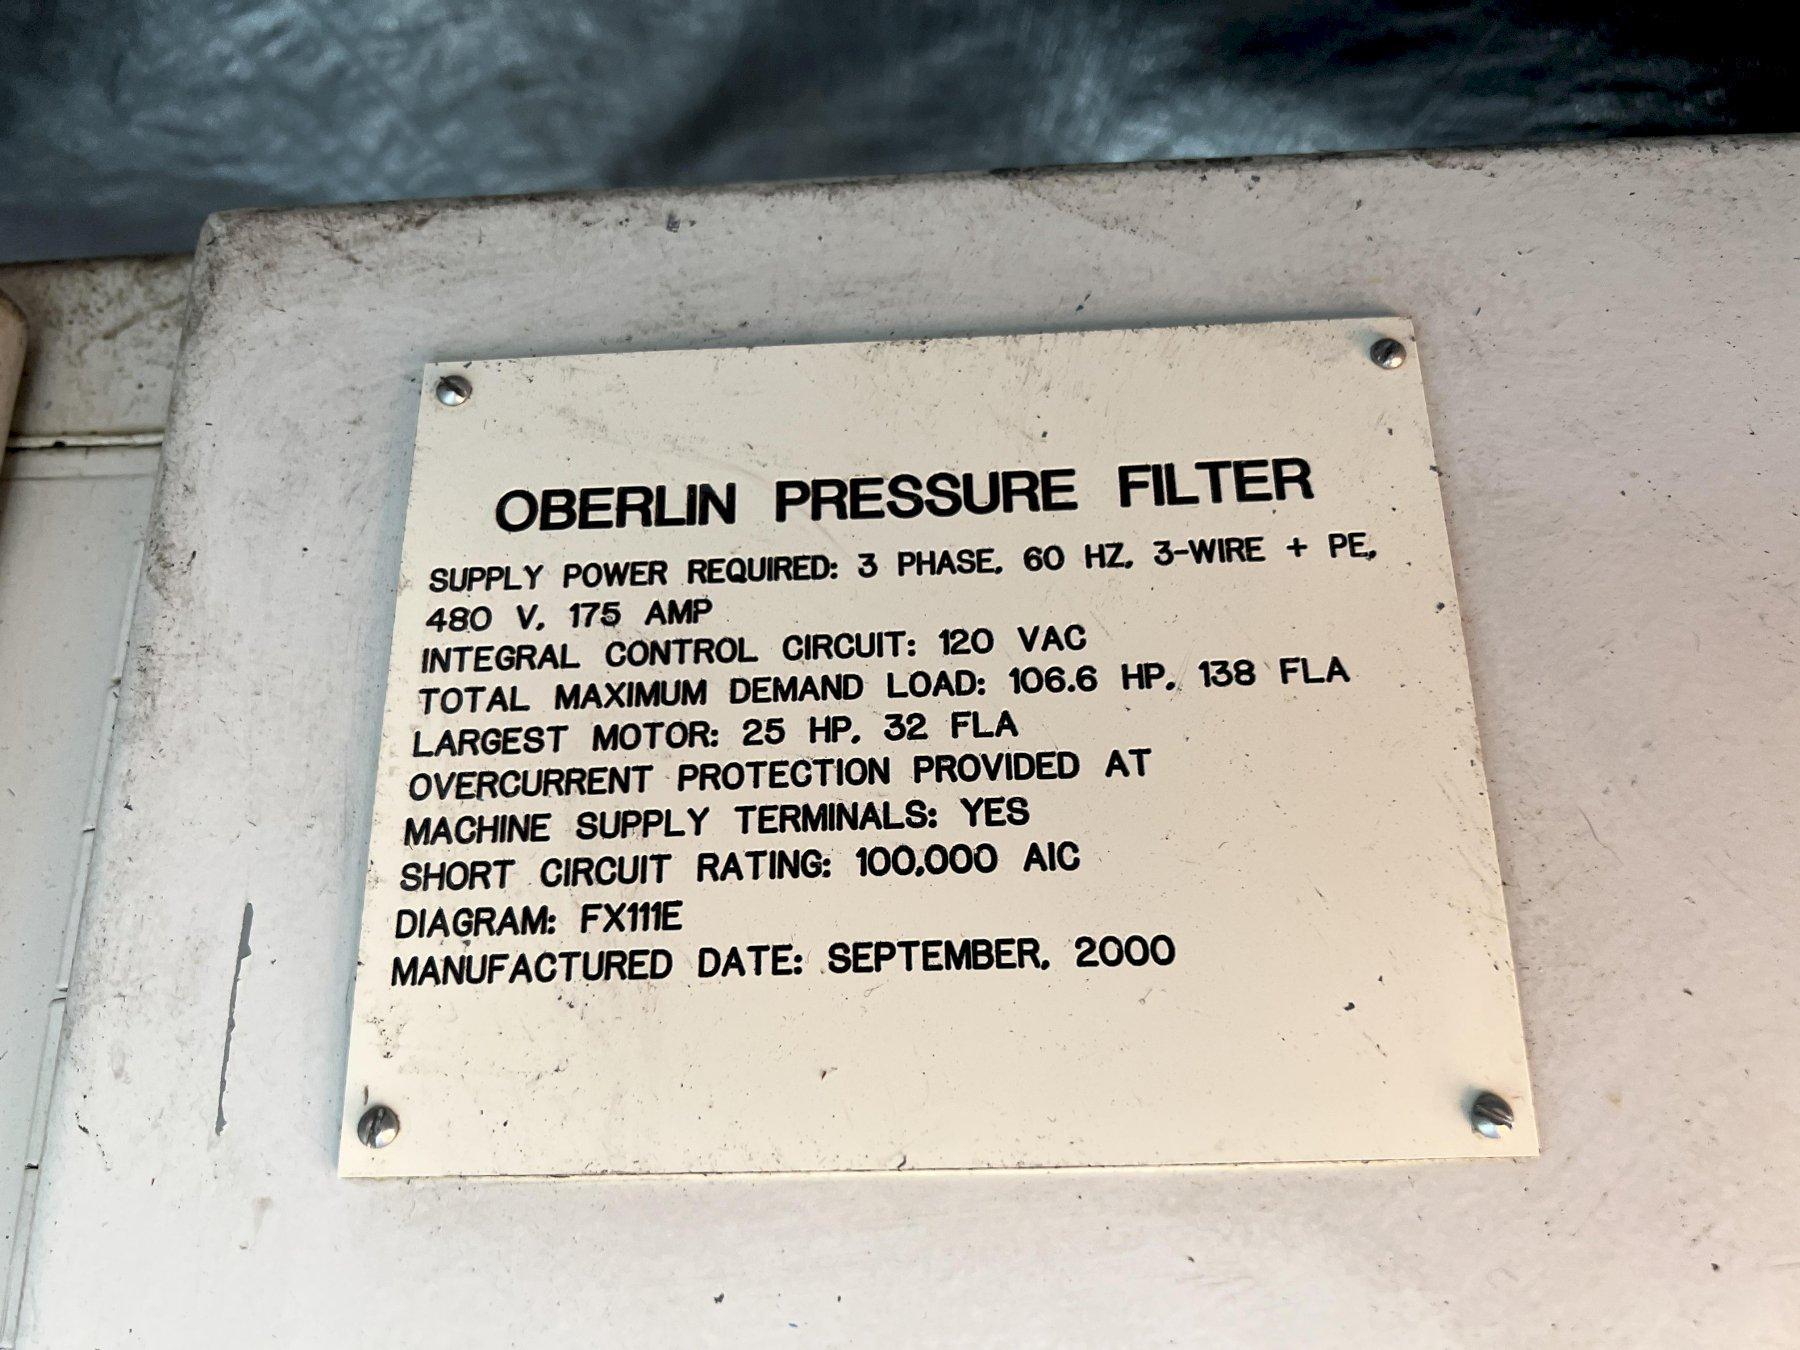 OBERLIN PRESSURE FILTER
SUPPLY POWER REQUIRED: 3 PHASE, 60 HZ, 3-WIRE + PE,
480 V, 175 AMP
INTEGRAL CONTROL CIRCUIT: 120 VAC
TOTAL MAXIMUM DEMAND LOAD: 106.6 HP, 138 FLA
LARGEST MOTOR: 25 HP, 32 FLA
OVERCURRENT PROTECTION PROVIDED AT
MACHINE SUPPLY TERMINALS: YES
SHORT CIRCUIT RATING: 100,000 AIC
DIAGRAM: FX111E
MANUFACTURED DATE: SEPTEMBER, 2000